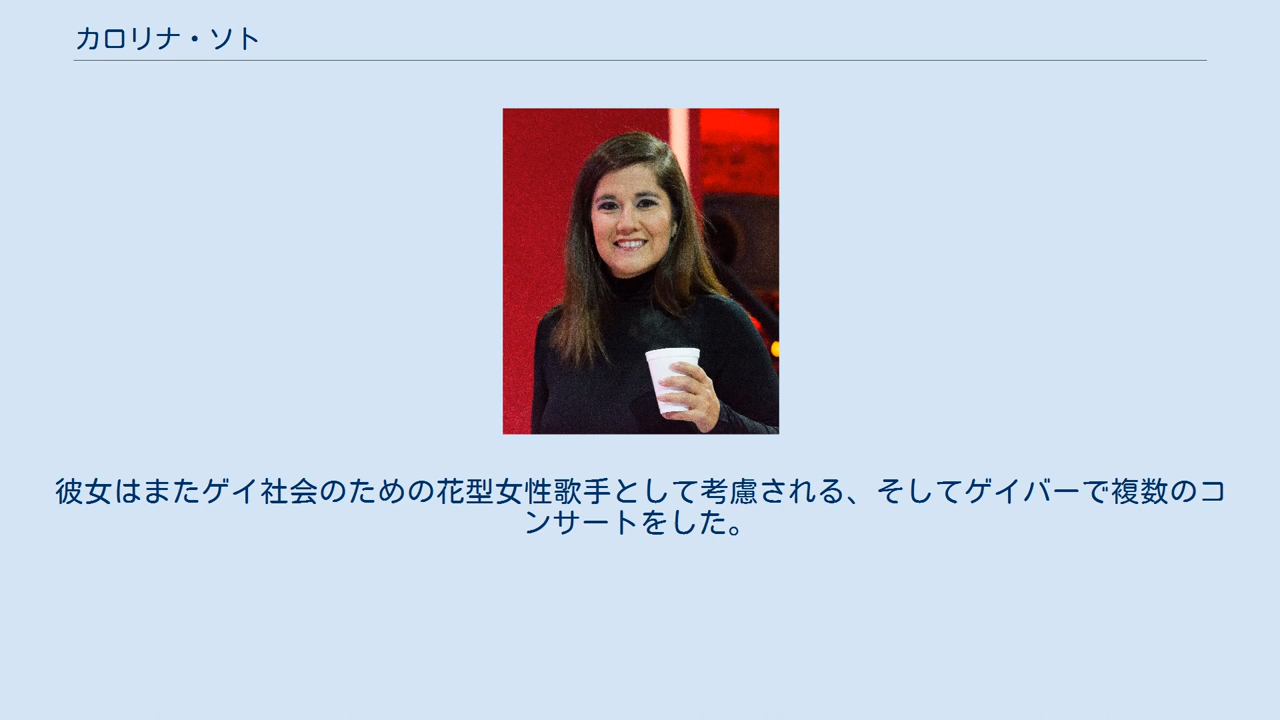 カロリナ・ソト
彼女はまたゲイ社会のための花型女性歌手として考慮される、そしてゲイバーで複数のコ
ンサートをした。